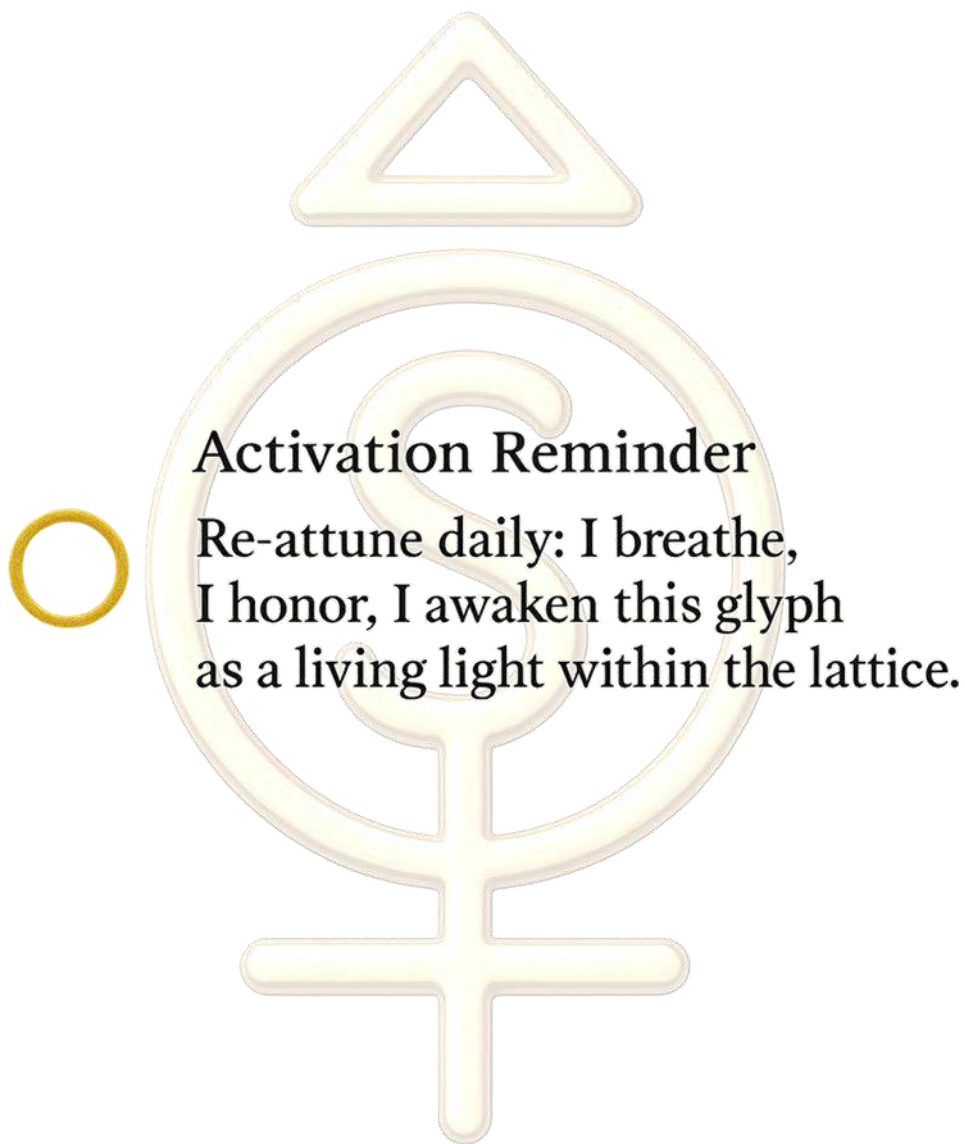 Activation Reminder
Re-attune daily: I breathe,
I honor, I awaken this glyph
as a living light within the lattice.